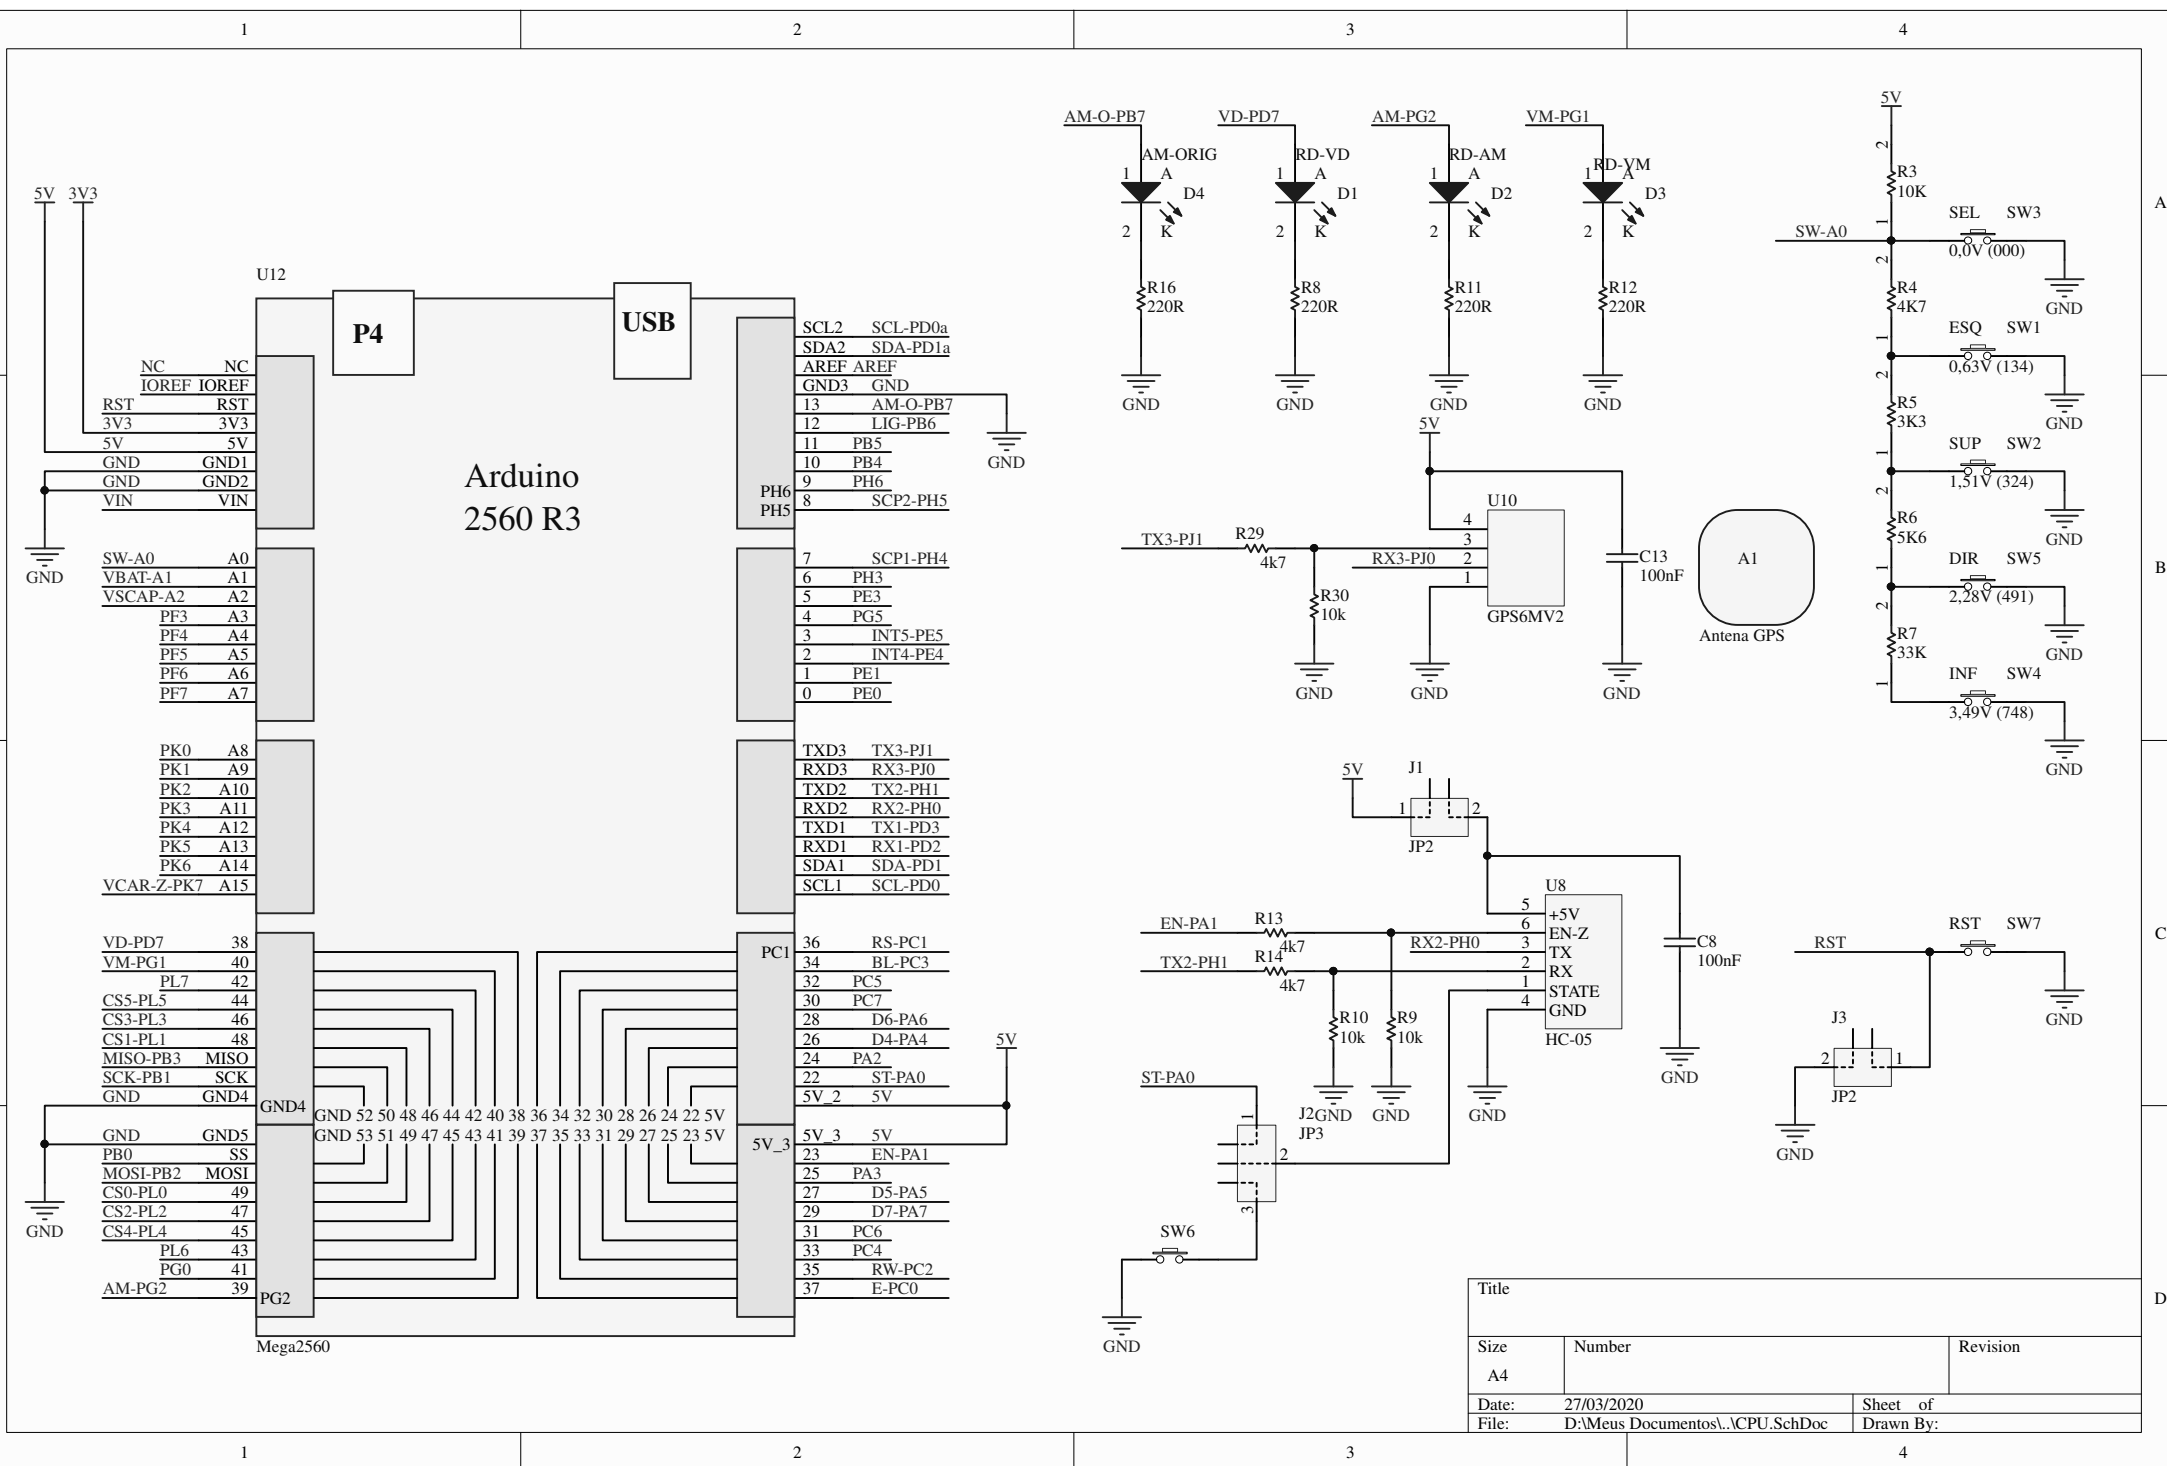 1 2 3 4
5V 3V3
U12
P4
USB
Arduino
2560 R3
NC NC
IOREF IOREF
RST RST
3V3 3V3
5V 5V
GND GND1
GND GND2
VIN VIN
GND
SW-A0 A0
VBAT-A1 A1
VSCAP-A2 A2
PF3 A3
PF4 A4
PF5 A5
PF6 A6
PF7 A7
PK0 A8
PK1 A9
PK2 A10
PK3 A11
PK4 A12
PK5 A13
PK6 A14
VCAR-Z-PK7 A15
VD-PD7 38
VM-PG1 40
PL7 42
CS5-PL5 44
CS3-PL3 46
CS1-PL1 48
MISO-PB3 MISO
SCK-PB1 SCK
GND GND4
GND4
GND GND5
PB0 SS
MOSI-PB2 MOSI
CS0-PL0 49
CS2-PL2 47
CS4-PL4 45
PL6 43
PG0 41
AM-PG2 39
PG2
GND
GND 52 50 48 46 44 42 40 38 36 34 32 30 28 26 24 22 5V
GND 53 51 49 47 45 43 41 39 37 35 33 31 29 27 25 23 5V
Mega2560
SCL2 SCL-PD0a
SDA2 SDA-PD1a
AREF AREF
GND3 GND
13 AM-O-PB7
12 LIG-PB6
11 PB5
10 PB4
PH6 9 PH6
PH5 8 SCP2-PH5
GND
7 SCP1-PH4
6 PH3
5 PE3
4 PG5
3 INT5-PE5
2 INT4-PE4
1 PE1
0 PE0
TXD3 TX3-PJ1
RXD3 RX3-PJ0
TXD2 TX2-PH1
RXD2 RX2-PH0
TXD1 TX1-PD3
RXD1 RX1-PD2
SDA1 SDA-PD1
SCL1 SCL-PD0
PC1 36 RS-PC1
34 BL-PC3
32 PC5
30 PC7
28 D6-PA6
26 D4-PA4
24 PA2
22 ST-PA0
5V_2 5V
5V_3 5V_3 5V
23 EN-PA1
25 PA3
27 D5-PA5
29 D7-PA7
31 PC6
33 PC4
35 RW-PC2
37 E-PC0
5V
AM-O-PB7 VD-PD7 AM-PG2 VM-PG1
AM-ORIG RD-VD RD-AM RD-VM
1 A 1 A 1 A 1 A
D4 D1 D2 D3
2 K 2 K 2 K 2 K
R16 R8 R11 R12
220R 220R 220R 220R
GND GND GND GND
5V
U10
TX3-PJ1 R29
4k7
R30
10k
RX3-PJ0
4
3
2
1
GPS6MV2
C13
100nF
GND GND GND
A1
Antena GPS
5V
2
R3
10K
1
SW-A0
SEL SW3
0,0V (000)
GND
2
R4
4K7
1
ESQ SW1
0,63V (134)
GND
2
R5
3K3
1
SUP SW2
1,51V (324)
GND
2
R6
5K6
1
DIR SW5
2,28V (491)
GND
2
R7
33K
1
INF SW4
3,49V (748)
GND
5V J1
1 2
JP2
U8
5 +5V
6 EN-Z
3 TX
2 RX
1 STATE
4 GND
HC-05
EN-PA1 R13
4k7
RX2-PH0
TX2-PH1 R14
4k7
R10
10k
R9
10k
C8
100nF
GND GND GND GND
ST-PA0
J2
JP3
1
2
3
SW6
GND
RST RST SW7
GND
J3
2 1
JP2
GND
A
B
C
D
Title
Size Number Revision
A4
Date: 27/03/2020 Sheet of
File: D:\Meus Documentos\..\CPU.SchDoc Drawn By:
1 2 3 4